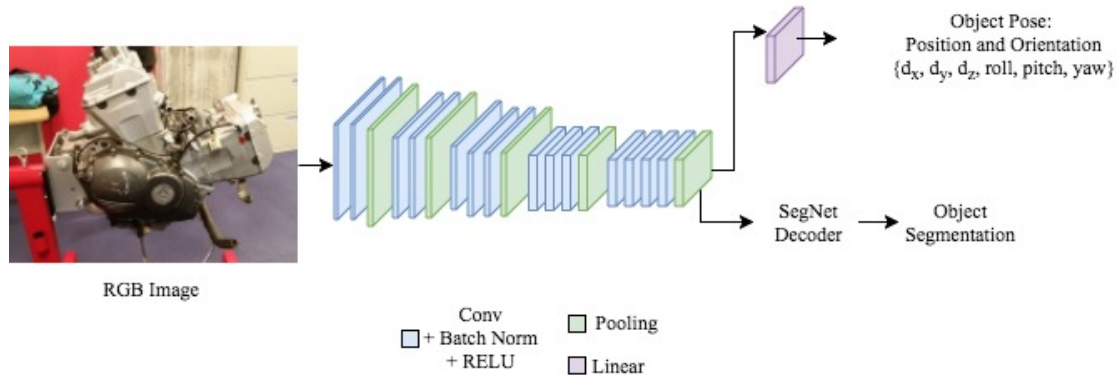 Object Pose:
Position and Orientation
{dx, dy, dz, roll, pitch, yaw}
SegNet
Decoder
Object
Segmentation
RGB Image
Conv
+ Batch Norm
+ RELU
Pooling
Linear